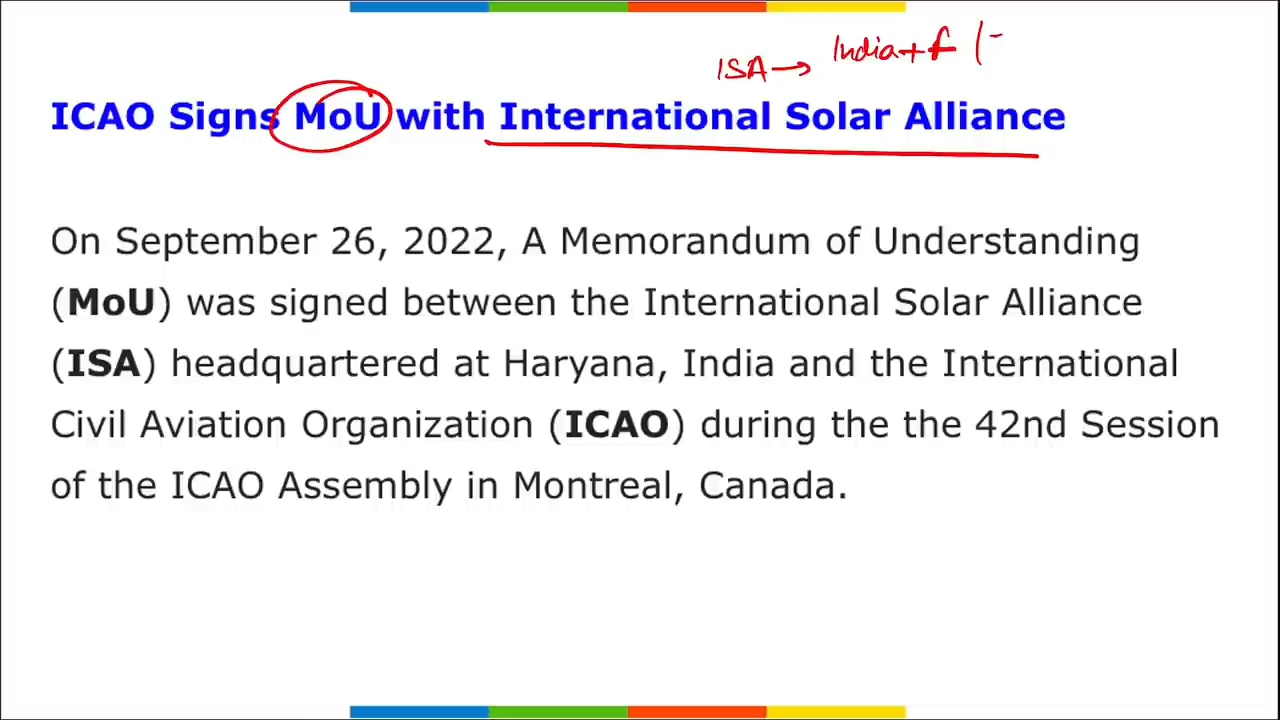 ISA → India + f (-
ICAO Signs MoU with International Solar Alliance
On September 26, 2022, A Memorandum of Understanding
(MoU) was signed between the International Solar Alliance
(ISA) headquartered at Haryana, India and the International
Civil Aviation Organization (ICAO) during the the 42nd Session
of the ICAO Assembly in Montreal, Canada.